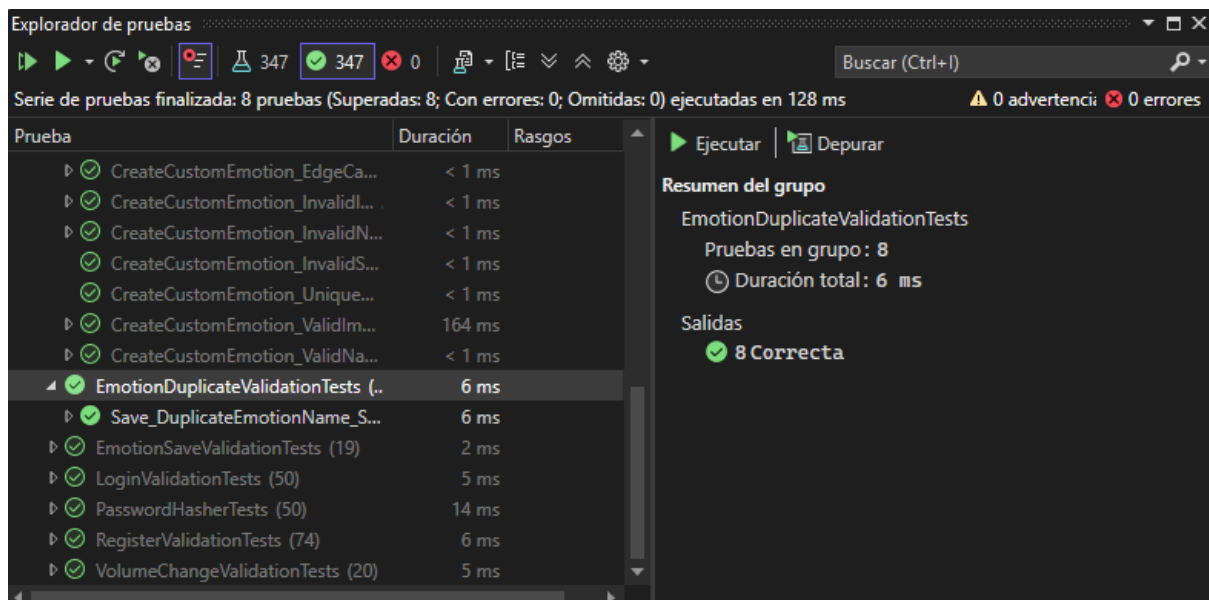 Explorador de pruebas
347 347 0 Buscar (Ctrl+I)
Serie de pruebas finalizada: 8 pruebas (Superadas: 8; Con errores: 0; Omitidas: 0) ejecutadas en 128 ms 0 advertencia 0 errores
Prueba Duración Rasgos
CreateCustomEmotion_EdgeCa... < 1 ms
CreateCustomEmotion_InvalidI... < 1 ms
CreateCustomEmotion_InvalidN... < 1 ms
CreateCustomEmotion_InvalidS... < 1 ms
CreateCustomEmotion_Unique... < 1 ms
CreateCustomEmotion_ValidIm... 164 ms
CreateCustomEmotion_ValidNa... < 1 ms
EmotionDuplicateValidationTests (.. 6 ms
Save_DuplicateEmotionName_S... 6 ms
EmotionSaveValidationTests (19) 2 ms
LoginValidationTests (50) 5 ms
PasswordHasherTests (50) 14 ms
RegisterValidationTests (74) 6 ms
VolumeChangeValidationTests (20) 5 ms
Ejecutar Depurar
Resumen del grupo
EmotionDuplicateValidationTests
Pruebas en grupo: 8
Duración total: 6 ms
Salidas
8 Correcta